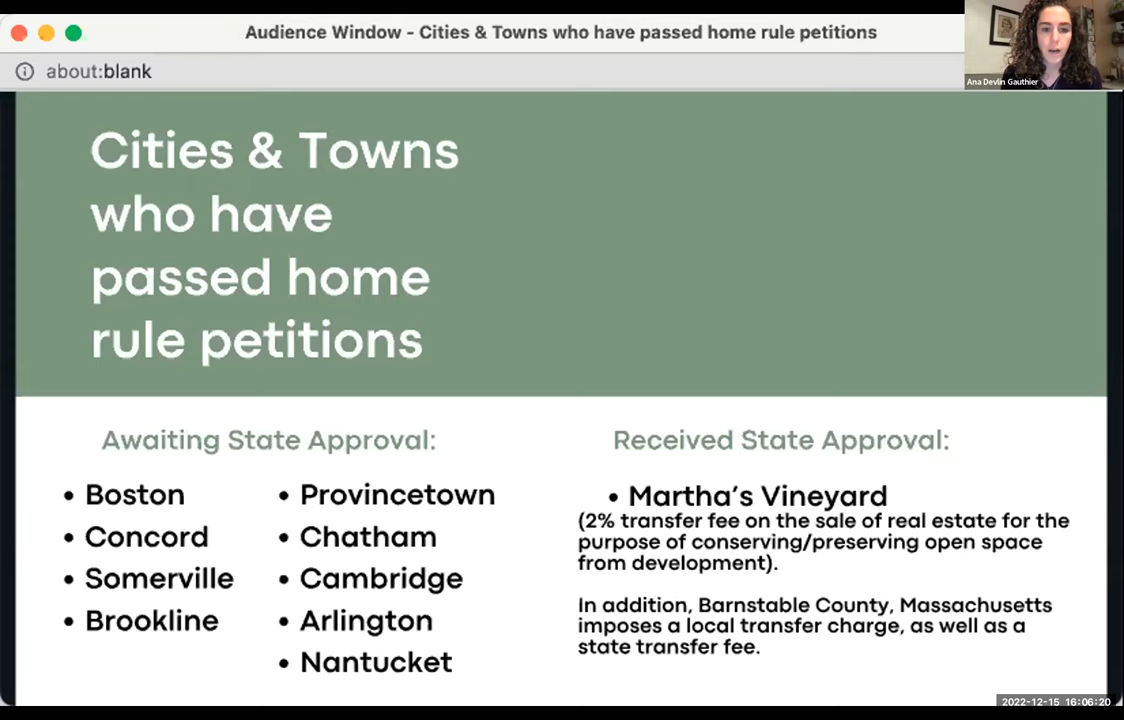 Audience Window - Cities & Towns who have passed home rule petitions
about:blank
Ana Devlin Gauthier
Cities & Towns
who have
passed home
rule petitions
Awaiting State Approval:
• Boston
• Concord
• Somerville
• Brookline
• Provincetown
• Chatham
• Cambridge
• Arlington
• Nantucket
Received State Approval:
• Martha’s Vineyard
(2% transfer fee on the sale of real estate for the
purpose of conserving/preserving open space
from development).
In addition, Barnstable County, Massachusetts
imposes a local transfer charge, as well as a
state transfer fee.
2022-12-15 16:06:20